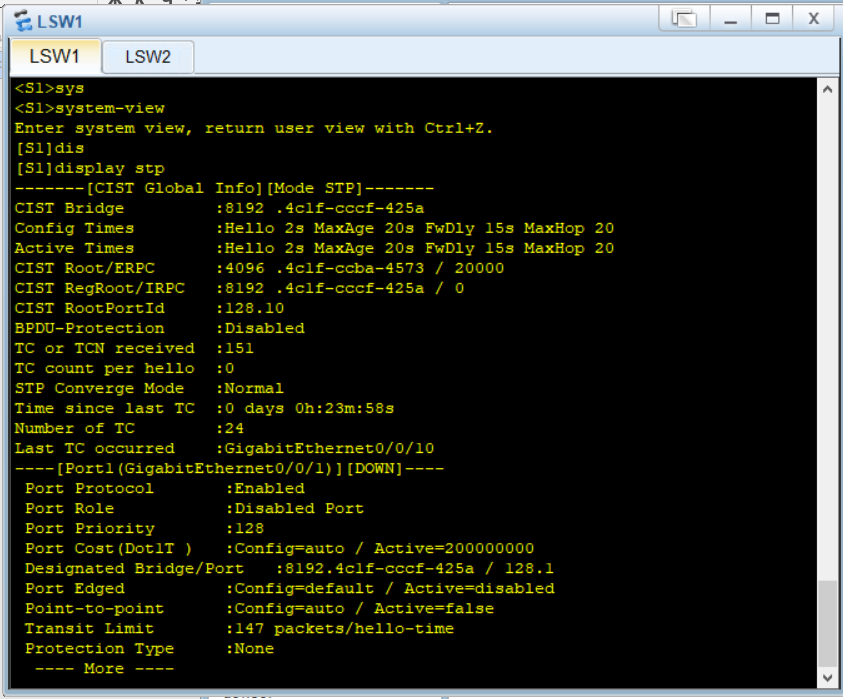 LSW1
LSW1 LSW2
<S1>sys
<S1>system-view
Enter system view, return user view with Ctrl+Z.
[S1]dis
[S1]display stp
-------[CIST Global Info][Mode STP]-------
CIST Bridge         :8192 .4c1f-cccf-425a
Config Times        :Hello 2s MaxAge 20s FwDly 15s MaxHop 20
Active Times        :Hello 2s MaxAge 20s FwDly 15s MaxHop 20
CIST Root/ERPC      :4096 .4c1f-ccba-4573 / 20000
CIST RegRoot/IRPC   :8192 .4c1f-cccf-425a / 0
CIST RootPortId     :128.10
BPDU-Protection     :Disabled
TC or TCN received  :151
TC count per hello  :0
STP Converge Mode   :Normal
Time since last TC  :0 days 0h:23m:58s
Number of TC        :24
Last TC occurred    :GigabitEthernet0/0/10
----[Port1(GigabitEthernet0/0/1)][DOWN]----
 Port Protocol       :Enabled
 Port Role           :Disabled Port
 Port Priority       :128
 Port Cost(Dot1T )   :Config=auto / Active=200000000
 Designated Bridge/Port   :8192.4c1f-cccf-425a / 128.1
 Port Edged          :Config=default / Active=disabled
 Point-to-point      :Config=auto / Active=false
 Transit Limit       :147 packets/hello-time
 Protection Type     :None
  ---- More ----